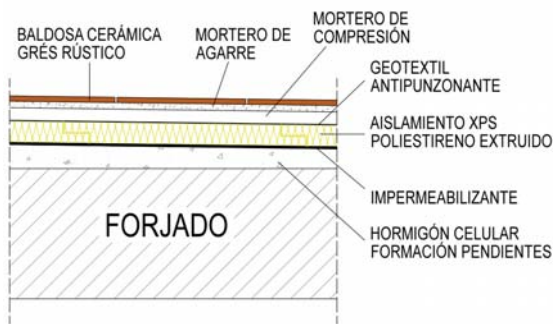 BALDOSA CERÁMICA
GRÉS RÚSTICO
MORTERO DE
AGARRE
MORTERO DE
COMPRESIÓN
GEOTEXTIL
ANTIPUNZONANTE
AISLAMIENTO XPS
POLIESTIRENO EXTRUIDO
IMPERMEABILIZANTE
HORMIGÓN CELULAR
FORMACIÓN PENDIENTES
FORJADO